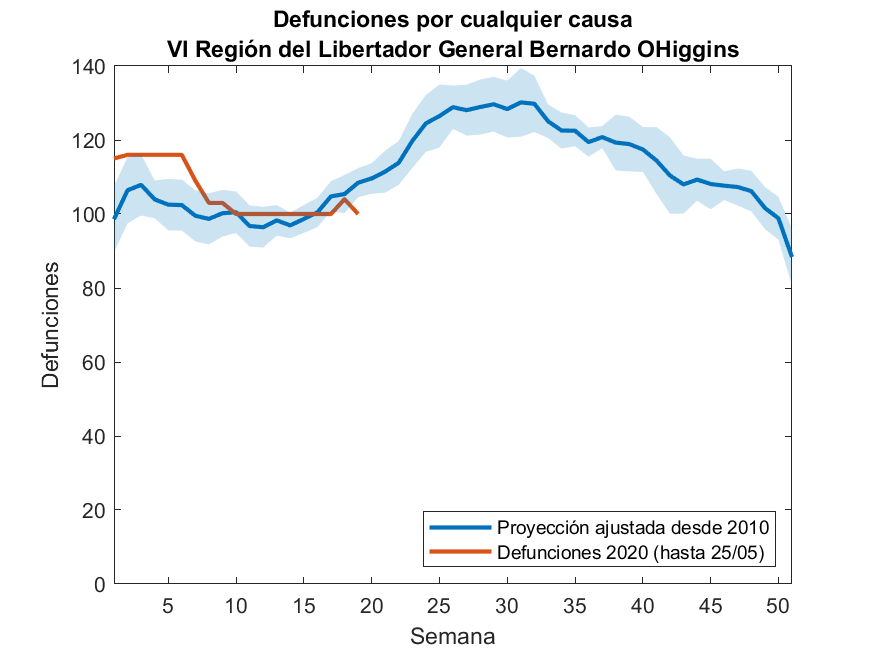 Defunciones por cualquier causa
VI Región del Libertador General Bernardo OHiggins
140
120
100
80
60
40
20
0
Defunciones
5 10 15 20 25 30 35 40 45 50
Semana
Proyección ajustada desde 2010
Defunciones 2020 (hasta 25/05)